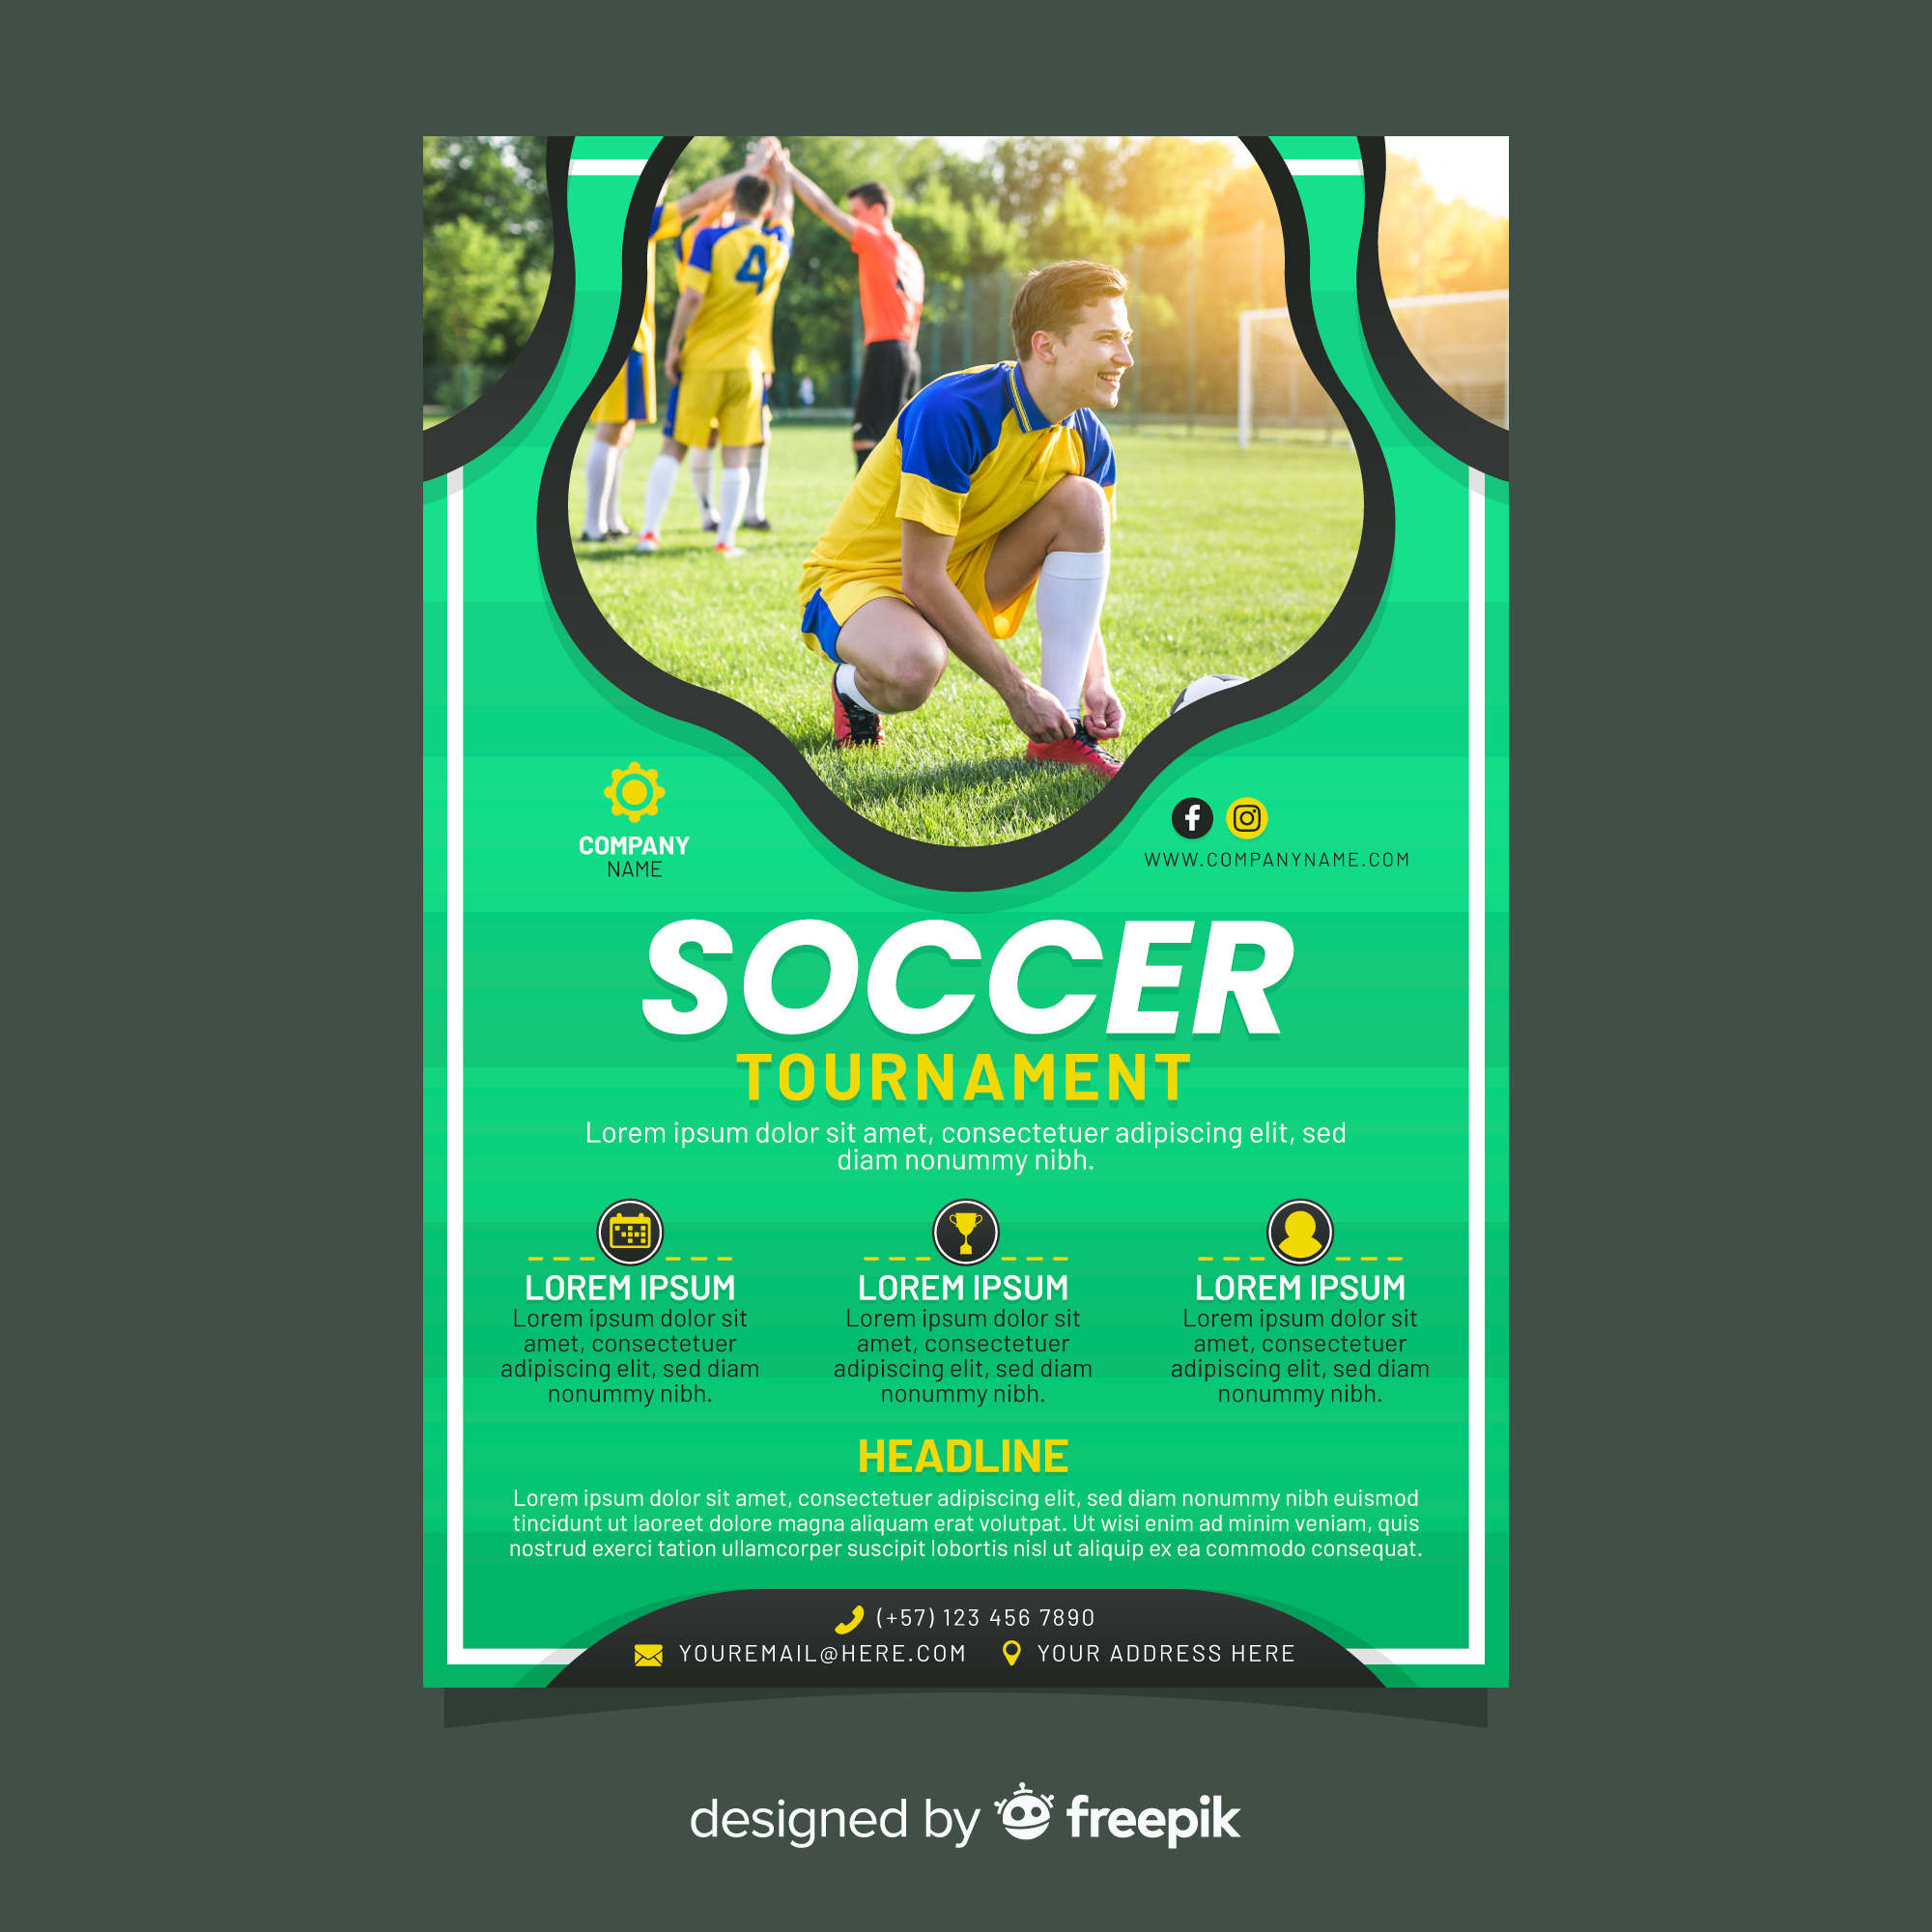 4
COMPANY
NAME
WWW.COMPANYNAME.COM
SOCCER
TOURNAMENT
Lorem ipsum dolor sit amet, consectetuer adipiscing elit, sed
diam nonummy nibh.
LOREM IPSUM
Lorem ipsum dolor sit
amet, consectetuer
adipiscing elit, sed diam
nonummy nibh.
LOREM IPSUM
Lorem ipsum dolor sit
amet, consectetuer
adipiscing elit, sed diam
nonummy nibh.
LOREM IPSUM
Lorem ipsum dolor sit
amet, consectetuer
adipiscing elit, sed diam
nonummy nibh.
HEADLINE
Lorem ipsum dolor sit amet, consectetuer adipiscing elit, sed diam nonummy nibh euismod
tincidunt ut laoreet dolore magna aliquam erat volutpat. Ut wisi enim ad minim veniam, quis
nostrud exerci tation ullamcorper suscipit lobortis nisl ut aliquip ex ea commodo consequat.
(+57) 123 456 7890
YOUREMAIL@HERE.COM YOUR ADDRESS HERE
designed by freepik